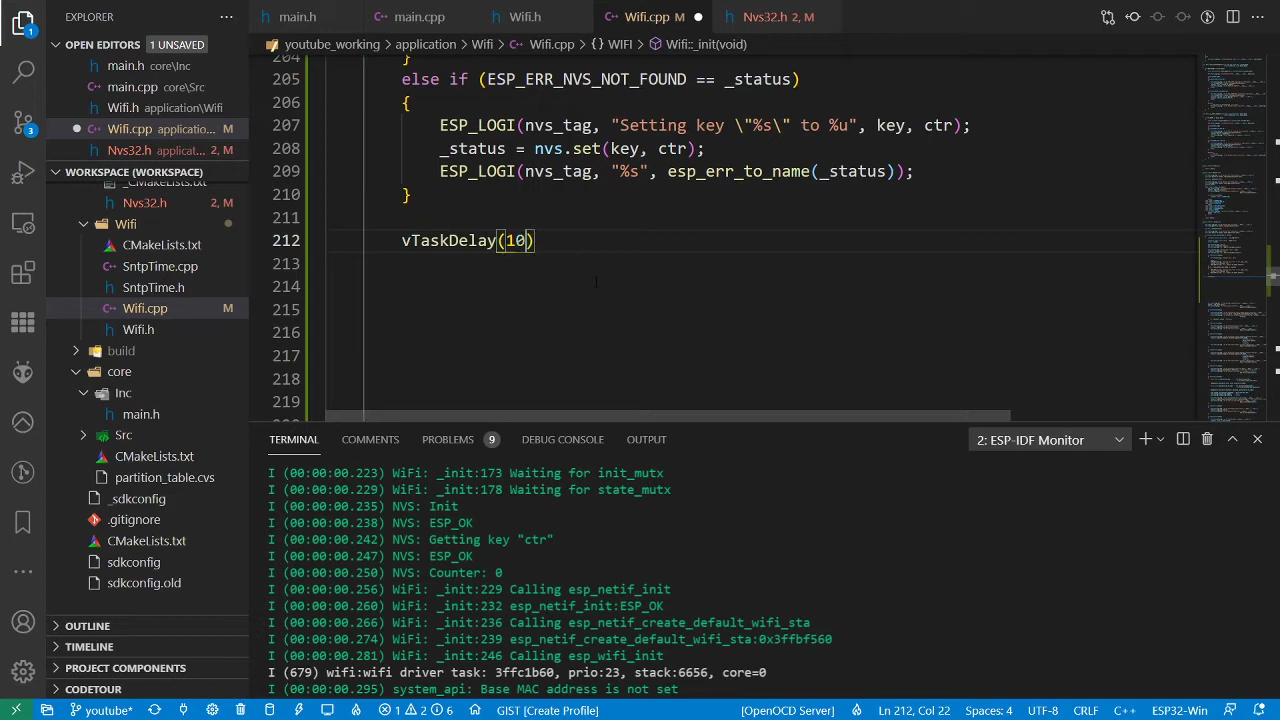 main.h
main.cpp
Wifi.h
Wifi.cpp M
Nvs32.h 2, M
EXPLORER
OPEN EDITORS 1 UNSAVED
main.h core\Inc
main.cpp core\Src
Wifi.h application\Wifi
Wifi.cpp applicatio... M
Nvs32.h applic... 2, M
WORKSPACE (WORKSPACE)
CMakeLists.txt
Nvs32.h 2, M
Wifi
CMakeLists.txt
SntpTime.cpp
SntpTime.h
Wifi.cpp M
Wifi.h
build
core
Inc
main.h
Src
CMakeLists.txt
partition_table.cvs
_sdkconfig
.gitignore
CMakeLists.txt
sdkconfig
sdkconfig.old
OUTLINE
TIMELINE
PROJECT COMPONENTS
CODETOUR
youtube_working > application > Wifi > Wifi.cpp > {} WIFI > Wifi::_init(void)
204 }
205 else if (ESP_ERR_NVS_NOT_FOUND == _status)
206 {
207 ESP_LOGI(nvs_tag, "Setting key \"%s\" to %u", key, ctr);
208 _status = nvs.set(key, ctr);
209 ESP_LOGI(nvs_tag, "%s", esp_err_to_name(_status));
210 }
211
212 vTaskDelay(10)
213
214
215
216
217
218
219
TERMINAL COMMENTS PROBLEMS 9 DEBUG CONSOLE OUTPUT 2: ESP-IDF Monitor
I (00:00:00.223) WiFi: _init:173 Waiting for init_mutx
I (00:00:00.229) WiFi: _init:178 Waiting for state_mutx
I (00:00:00.235) NVS: Init
I (00:00:00.238) NVS: ESP_OK
I (00:00:00.242) NVS: Getting key "ctr"
I (00:00:00.247) NVS: ESP_OK
I (00:00:00.250) NVS: Counter: 0
I (00:00:00.256) WiFi: _init:229 Calling esp_netif_init
I (00:00:00.260) WiFi: _init:232 esp_netif_init:ESP_OK
I (00:00:00.266) WiFi: _init:236 Calling esp_netif_create_default_wifi_sta
I (00:00:00.274) WiFi: _init:239 esp_netif_create_default_wifi_sta:0x3ffbf560
I (00:00:00.281) WiFi: _init:246 Calling esp_wifi_init
I (679) wifi:wifi driver task: 3ffc1b60, prio:23, stack:6656, core=0
I (00:00:00.295) system_api: Base MAC address is not set
youtube* 1 2 6 GIST [Create Profile] [OpenOCD Server] Ln 212, Col 22 Spaces: 4 UTF-8 CRLF C++ ESP32-Win